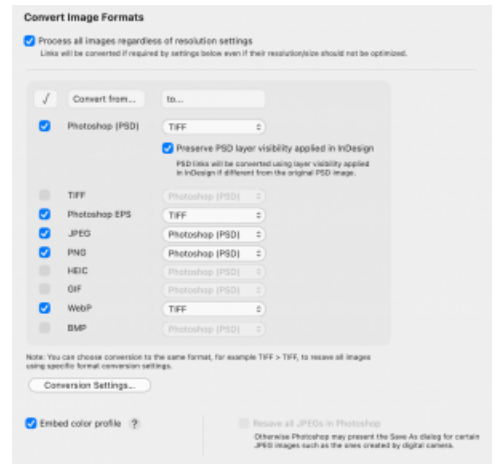 Convert Image Formats
Process all images regardless of resolution settings
Links will be converted if required by settings below even if their resolution/size should not be optimized.
√ Convert from... to...
Photoshop (PSD) TIFF
Preserve PSD layer visibility applied in InDesign
PSD links will be converted using layer visibility applied
in InDesign if different from the original PSD image.
TIFF Photoshop (PSD)
Photoshop EPS TIFF
JPEG Photoshop (PSD)
PNG Photoshop (PSD)
HEIC Photoshop (PSD)
GIF Photoshop (PSD)
WebP TIFF
BMP Photoshop (PSD)
Note: You can choose conversion to the same format, for example TIFF > TIFF, to resave all images
using specific format conversion settings.
Conversion Settings...
Embed color profile ? Resave all JPEGs in Photoshop
Otherwise Photoshop may present the Save As dialog for certain
JPEG images such as the ones created by digital camera.